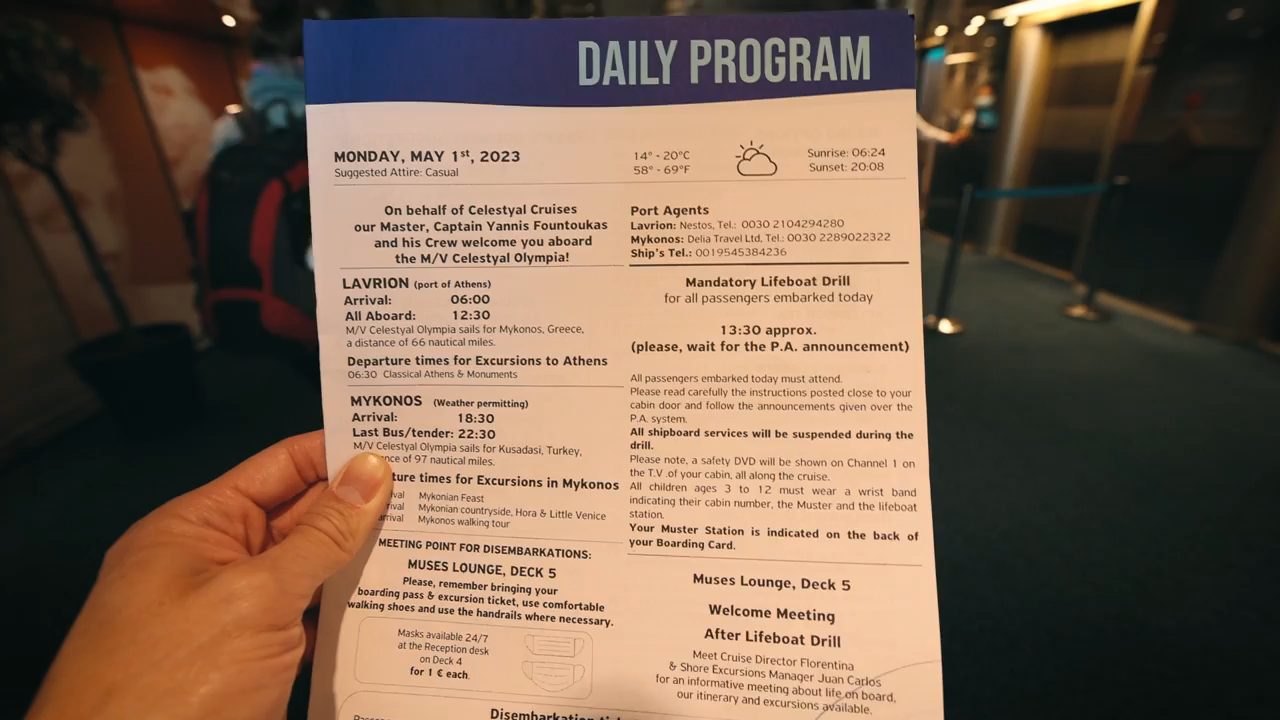 DAILY PROGRAM
MONDAY, MAY 1st, 2023
Suggested Attire: Casual
14° - 20°C
58° - 69°F
Sunrise: 06:24
Sunset: 20:08
On behalf of Celestyal Cruises
our Master, Captain Yannis Fountoukas
and his Crew welcome you aboard
the M/V Celestyal Olympia!
LAVRION (port of Athens)
Arrival: 06:00
All Aboard: 12:30
M/V Celestyal Olympia sails for Mykonos, Greece,
a distance of 66 nautical miles.
Departure times for Excursions to Athens
06:30 Classical Athens & Monuments
MYKONOS (Weather permitting)
Arrival: 18:30
Last Bus/tender: 22:30
M/V Celestyal Olympia sails for Kusadasi, Turkey,
of 97 nautical miles.
times for Excursions in Mykonos
Mykonian Feast
Mykonian countryside, Hora & Little Venice
Mykonos walking tour
MEETING POINT FOR DISEMBARKATIONS:
MUSES LOUNGE, DECK 5
Please, remember bringing your
boarding pass & excursion ticket, use comfortable
walking shoes and use the handrails where necessary.
Masks available 24/7
at the Reception desk
on Deck 4
for 1 € each.
Port Agents
Lavrion: Nestos, Tel.: 0030 2104294280
Mykonos: Delia Travel Ltd, Tel.: 0030 2289022322
Ship's Tel.: 0019545384236
Mandatory Lifeboat Drill
for all passengers embarked today
13:30 approx.
(please, wait for the P.A. announcement)
All passengers embarked today must attend.
Please read carefully the instructions posted close to your
cabin door and follow the announcements given over the
P.A. system.
All shipboard services will be suspended during the
drill.
Please note, a safety DVD will be shown on Channel 1 on
the T.V .of your cabin, all along the cruise.
All children ages 3 to 12 must wear a wrist band
indicating their cabin number, the Muster and the lifeboat
station.
Your Muster Station is indicated on the back of
your Boarding Card.
Muses Lounge, Deck 5
Welcome Meeting
After Lifeboat Drill
Meet Cruise Director Florentina
& Shore Excursions Manager Juan Carlos
for an informative meeting about life on board,
our itinerary and excursions available.